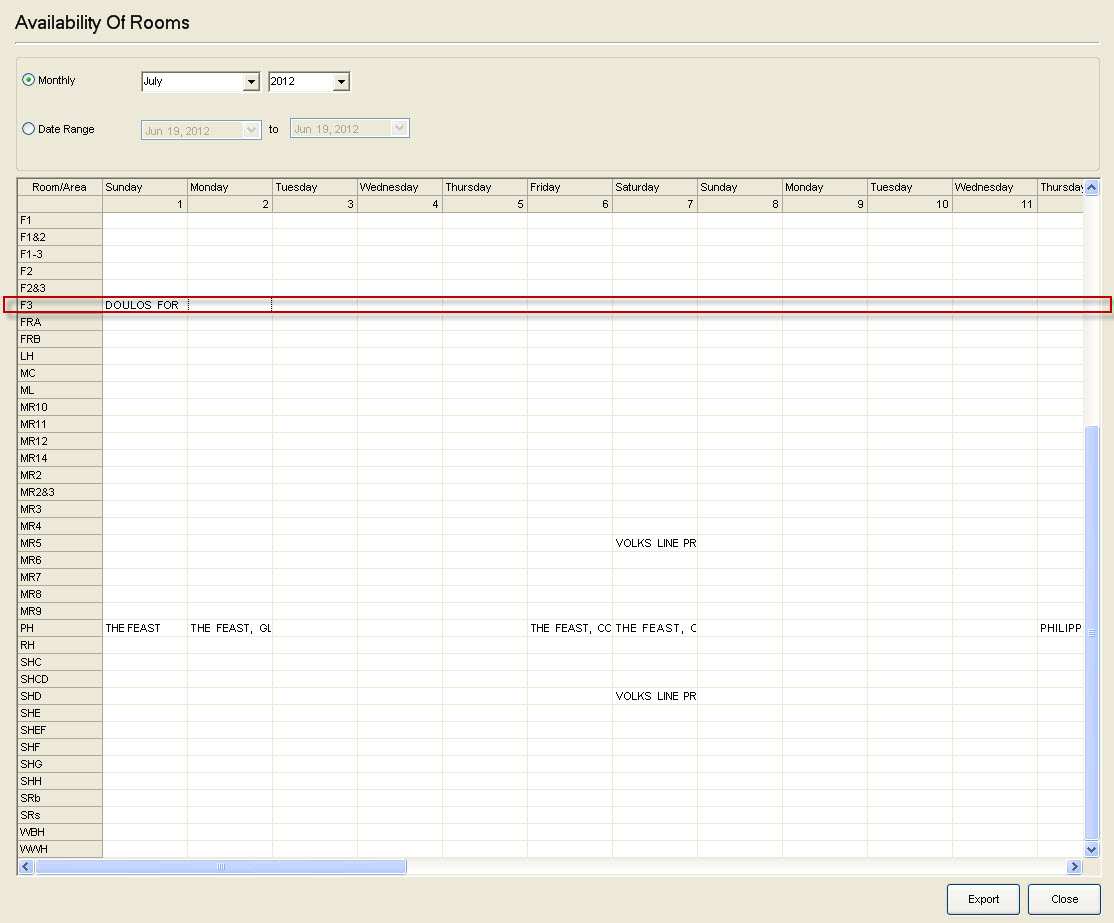 Availability Of Rooms
Monthly July 2012
Date Range Jun 19, 2012 to Jun 19, 2012
Room/Area Sunday Monday Tuesday Wednesday Thursday Friday Saturday Sunday Monday Tuesday Wednesday Thursday
1 2 3 4 5 6 7 8 9 10 11
F1
F1&2
F1-3
F2
F2&3
F3 DOULOS FOR
FRA
FRB
LH
MC
ML
MR10
MR11
MR12
MR14
MR2
MR2&3
MR3
MR4
MR5 VOLKS LINE PR
MR6
MR7
MR8
MR9
PH THE FEAST THE FEAST, GL THE FEAST, CC THE FEAST, C PHILIPP
RH
SHC
SHCD
SHD VOLKS LINE PR
SHE
SHEF
SHF
SHG
SHH
SRb
SRs
WBH
WWH
Export Close